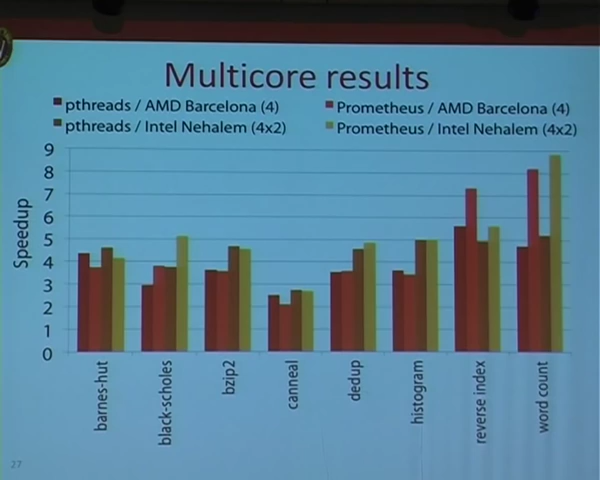 Multicore results
pthreads / AMD Barcelona (4) Prometheus / AMD Barcelona (4)
pthreads / Intel Nehalem (4x2) Prometheus / Intel Nehalem (4x2)
Speedup
9
8
7
6
5
4
3
2
1
0
barnes-hut
black-scholes
bzip2
canneal
dedup
histogram
reverse index
word count
27